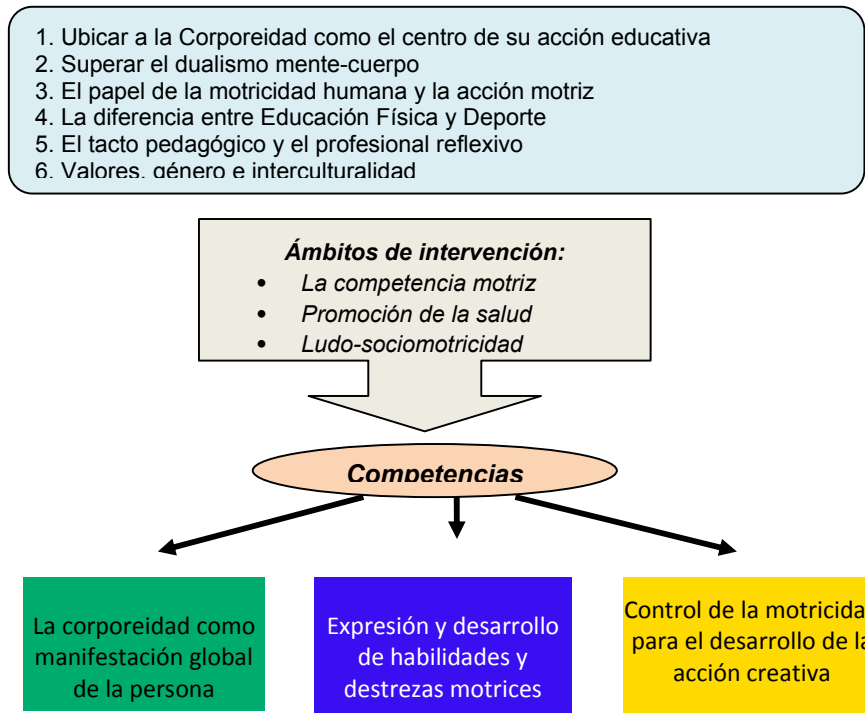 1. Ubicar a la Corporeidad como el centro de su acción educativa
2. Superar el dualismo mente-cuerpo
3. El papel de la motricidad humana y la acción motriz
4. La diferencia entre Educación Física y Deporte
5. El tacto pedagógico y el profesional reflexivo
6. Valores, género e interculturalidad
Ámbitos de intervención:
• La competencia motriz
• Promoción de la salud
• Ludo-sociomotricidad
Competencias
La corporeidad como
manifestación global
de la persona
Expresión y desarrollo
de habilidades y
destrezas motrices
Control de la motricida
para el desarrollo de la
acción creativa